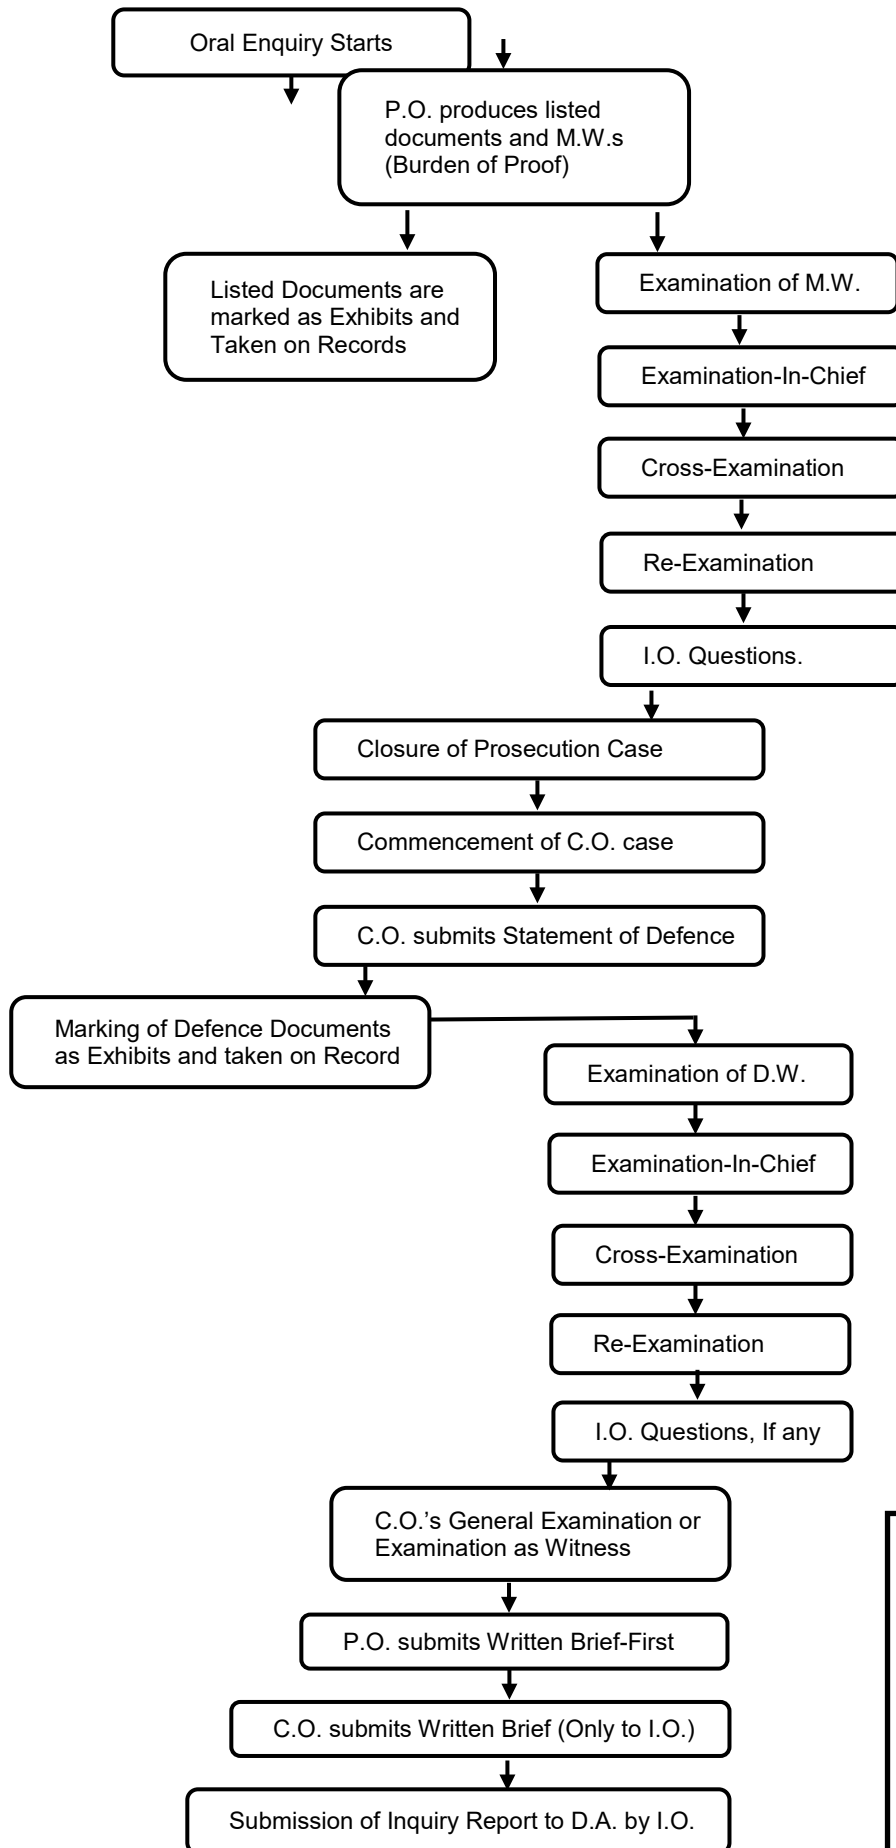 Oral Enquiry Starts
P.O. produces listed
documents and M.W.s
(Burden of Proof)
Listed Documents are
marked as Exhibits and
Taken on Records
Examination of M.W.
Examination-In-Chief
Cross-Examination
Re-Examination
I.O. Questions.
Closure of Prosecution Case
Commencement of C.O. case
C.O. submits Statement of Defence
Marking of Defence Documents
as Exhibits and taken on Record
Examination of D.W.
Examination-In-Chief
Cross-Examination
Re-Examination
I.O. Questions, If any
C.O.’s General Examination or
Examination as Witness
P.O. submits Written Brief-First
C.O. submits Written Brief (Only to I.O.)
Submission of Inquiry Report to D.A. by I.O.